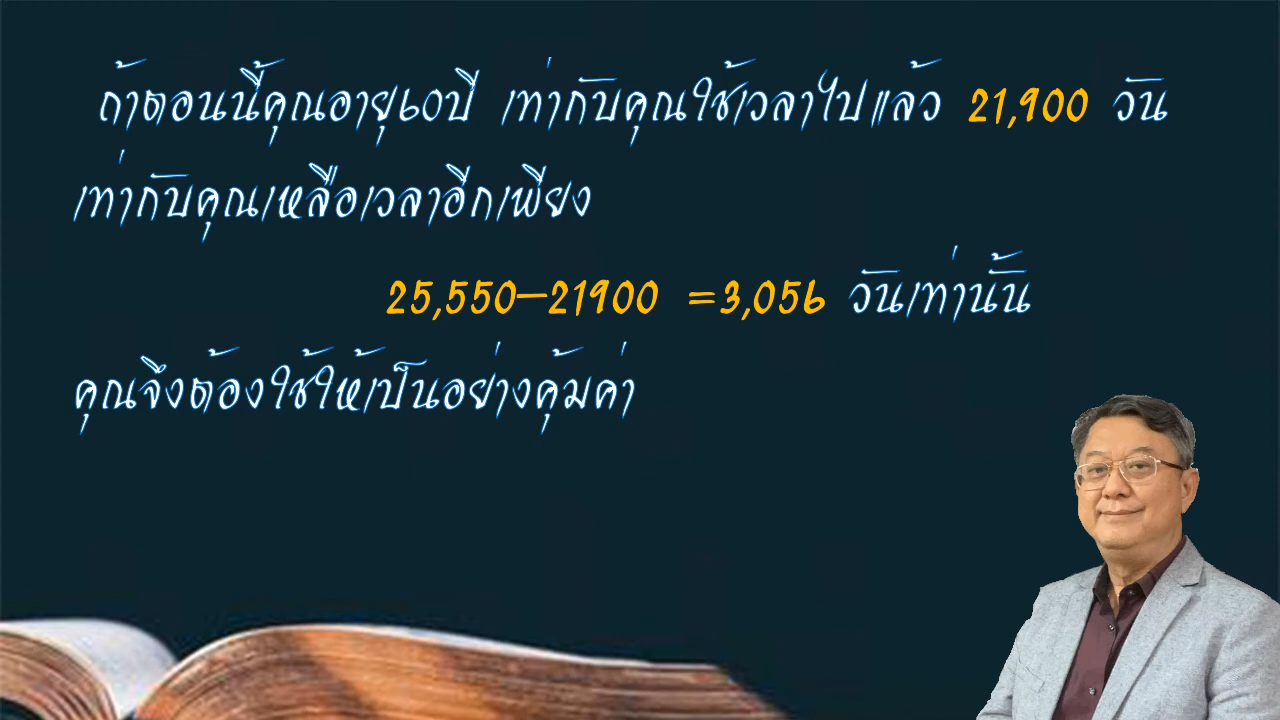 ถ้าตอนนี้คุณอายุ60ปี เท่ากับคุณใช้เวลาไปแล้ว 21,900 วัน
เท่ากับคุณเหลือเวลาอีกเพียง
25,550-21900 =3,056 วันเท่านั้น
คุณจึงต้องใช้ให้เป็นอย่างคุ้มค่า